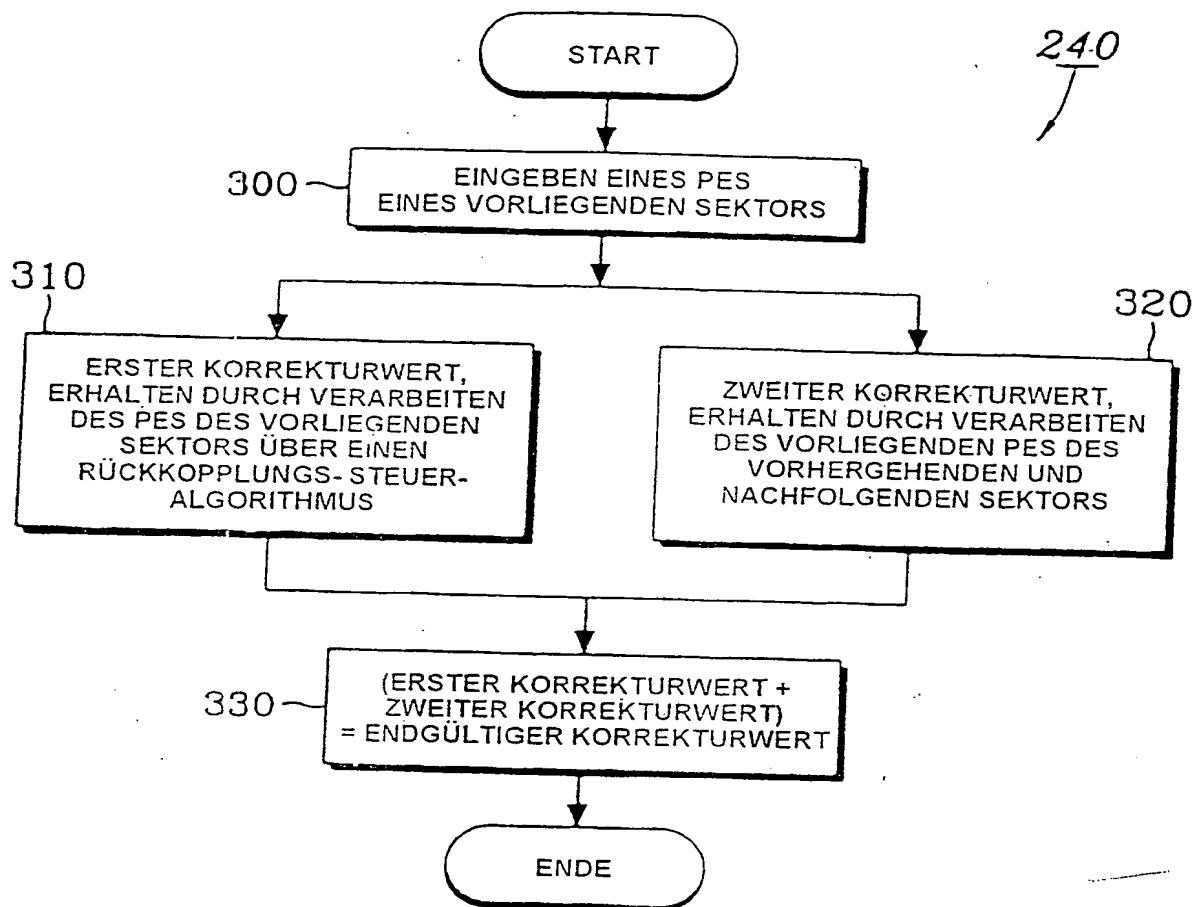 START
240
300
EINGEBEN EINES PES
EINES VORLIEGENDEN SEKTORS
310
ERSTER KORREKTURWERT,
ERHALTEN DURCH VERARBEITEN
DES PES DES VORLIEGENDEN
SEKTORS ÜBER EINEN
RÜCKKOPPLUNGS-STEUER-
ALGORITHMUS
320
ZWEITER KORREKTURWERT,
ERHALTEN DURCH VERARBEITEN
DES VORLIEGENDEN PES DES
VORHERGEHENDEN UND
NACHFOLGENDEN SEKTORS
330
(ERSTER KORREKTURWERT +
ZWEITER KORREKTURWERT)
= ENDGÜLTIGER KORREKTURWERT
ENDE